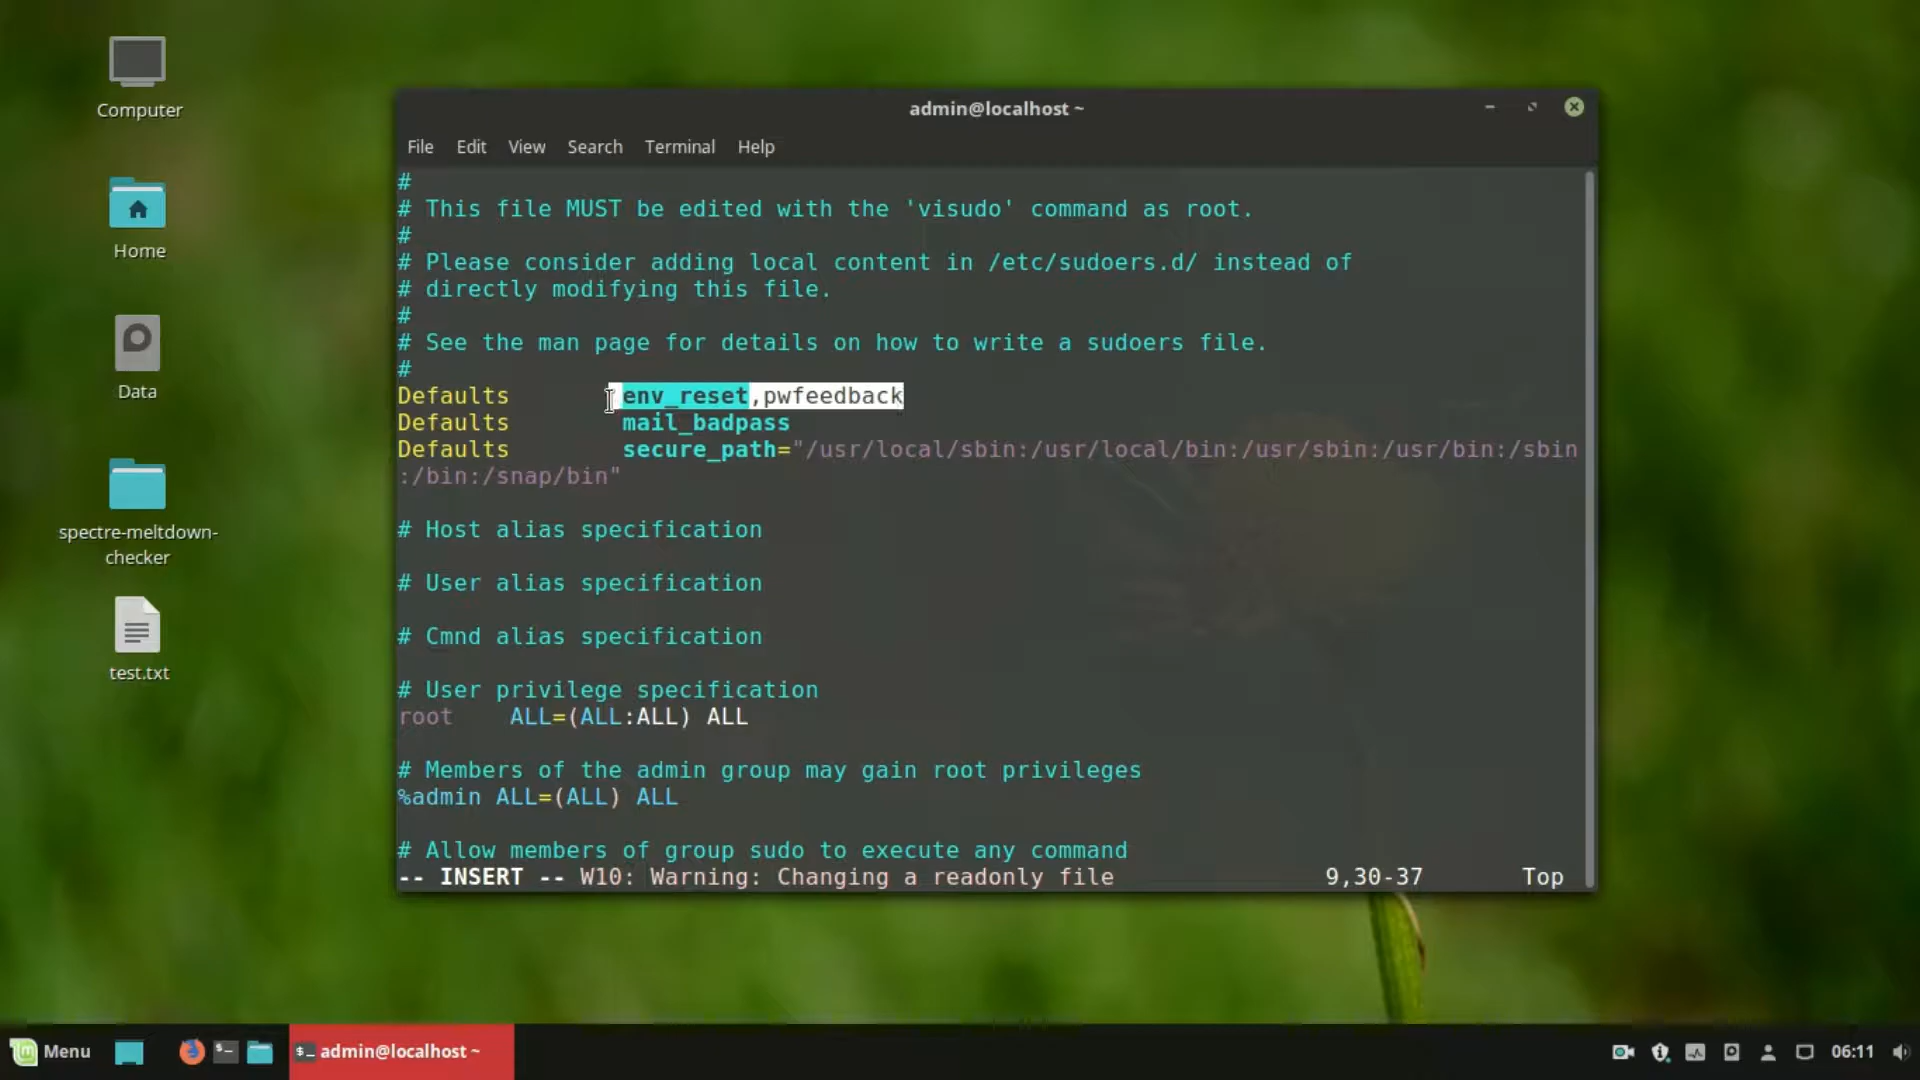 Computer
Home
Data
spectre-meltdown-
checker
test.txt
admin@localhost ~
File Edit View Search Terminal Help
#
# This file MUST be edited with the 'visudo' command as root.
#
# Please consider adding local content in /etc/sudoers.d/ instead of
# directly modifying this file.
#
# See the man page for details on how to write a sudoers file.
#
Defaults env_reset,pwfeedback
Defaults mail_badpass
Defaults secure_path="/usr/local/sbin:/usr/local/bin:/usr/sbin:/usr/bin:/sbin
:/bin:/snap/bin"
# Host alias specification
# User alias specification
# Cmnd alias specification
# User privilege specification
root ALL=(ALL:ALL) ALL
# Members of the admin group may gain root privileges
%admin ALL=(ALL) ALL
# Allow members of group sudo to execute any command
-- INSERT -- W10: Warning: Changing a readonly file 9,30-37 Top
Menu admin@localhost ~ 06:11